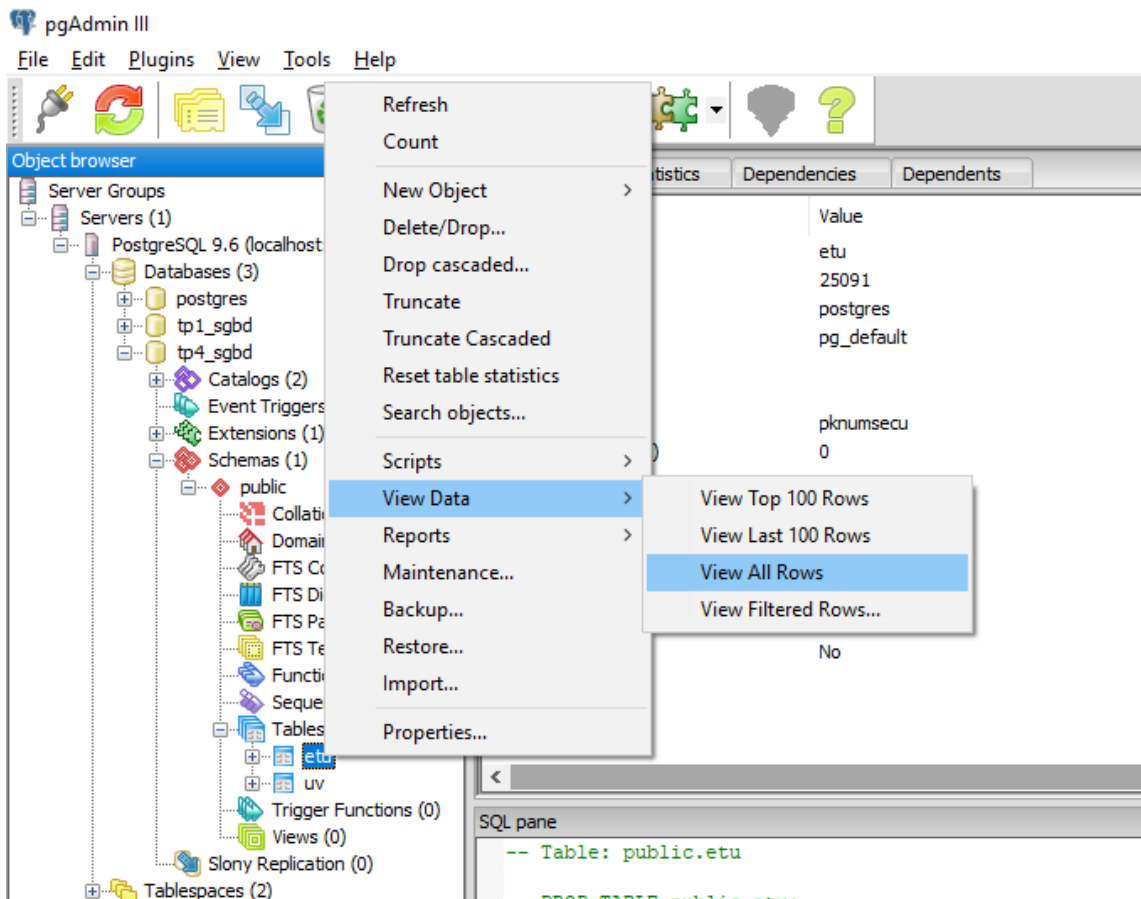 pgAdmin III
File Edit Plugins View Tools Help
Object browser
Server Groups
Servers (1)
PostgreSQL 9.6 (localhost
Databases (3)
postgres
tp1_sgbd
tp4_sgbd
Catalogs (2)
Event Triggers
Extensions (1)
Schemas (1)
public
Collati
Domai
FTS Co
FTS Di
FTS Pa
FTS Te
Functi
Seque
Tables
etu
uv
Trigger Functions (0)
Views (0)
Slony Replication (0)
Tablespaces (2)
Refresh
Count
New Object
Delete/Drop...
Drop cascaded...
Truncate
Truncate Cascaded
Reset table statistics
Search objects...
Scripts
View Data
Reports
Maintenance...
Backup...
Restore...
Import...
Properties...
View Top 100 Rows
View Last 100 Rows
View All Rows
View Filtered Rows...
tistics Dependencies Dependents
Value
etu
25091
postgres
pg_default
pknumsecu
0
No
SQL pane
-- Table: public.etu
-- DROP TABLE public.etu;